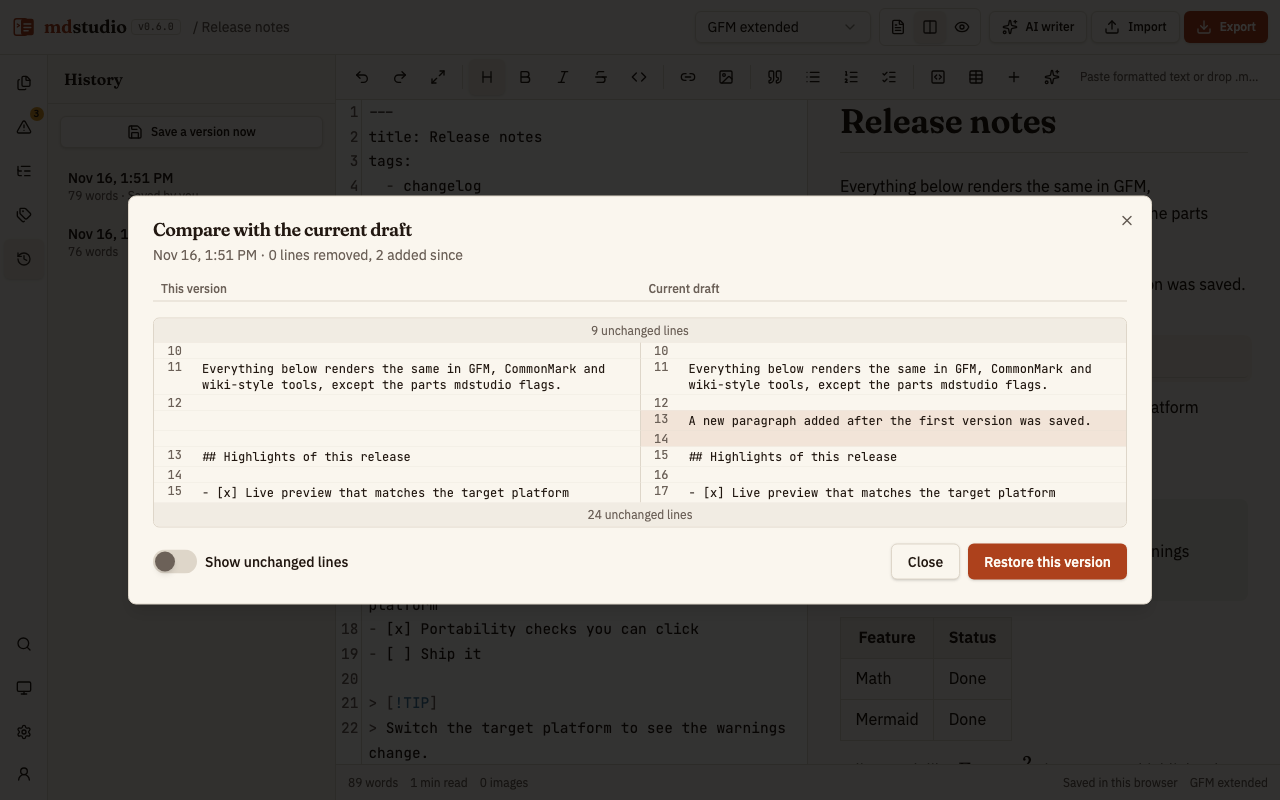 mdstudio v0.6.0 / Release notes
GFM extended
AI writer
Import
Export
History
Paste formatted text or drop .m...
3
Save a version now
Nov 16, 1:51 PM
79 words · Saved by you
Nov 16, 1
76 words
1 ---
2 title: Release notes
3 tags:
4 - changelog
Release notes
Everything below renders the same in GFM,
parts
was saved.
Compare with the current draft
Nov 16, 1:51 PM · 0 lines removed, 2 added since
This version
Current draft
9 unchanged lines
10
11 Everything below renders the same in GFM, CommonMark and
wiki-style tools, except the parts mdstudio flags.
12
13 ## Highlights of this release
14
15 - [x] Live preview that matches the target platform
10
11 Everything below renders the same in GFM, CommonMark and
wiki-style tools, except the parts mdstudio flags.
12
13 A new paragraph added after the first version was saved.
14
15 ## Highlights of this release
16
17 - [x] Live preview that matches the target platform
24 unchanged lines
Show unchanged lines
Close
Restore this version
platform
18 - [x] Portability checks you can click
19 - [ ] Ship it
20
21 > [!TIP]
22 > Switch the target platform to see the warnings
change.
Feature Status
Math Done
Mermaid Done
89 words 1 min read 0 images
Saved in this browser GFM extended